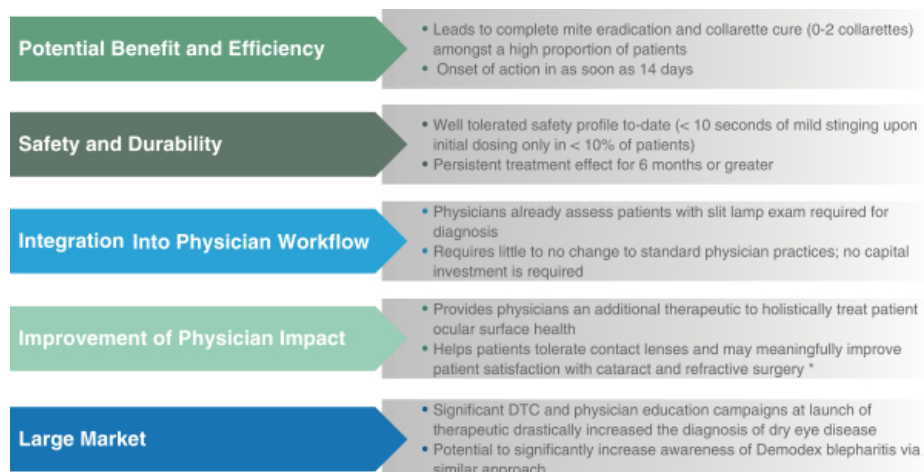 Potential Benefit and Efficiency
• Leads to complete mite eradication and collarette cure (0-2 collarettes)
amongst a high proportion of patients
• Onset of action in as soon as 14 days
Safety and Durability
• Well tolerated safety profile to-date (< 10 seconds of mild stinging upon
initial dosing only in < 10% of patients)
• Persistent treatment effect for 6 months or greater
Integration Into Physician Workflow
• Physicians already assess patients with slit lamp exam required for
diagnosis
• Requires little to no change to standard physician practices; no capital
investment is required
Improvement of Physician Impact
• Provides physicians an additional therapeutic to holistically treat patient
ocular surface health
• Helps patients tolerate contact lenses and may meaningfully improve
patient satisfaction with cataract and refractive surgery *
Large Market
• Significant DTC and physician education campaigns at launch of
therapeutic drastically increased the diagnosis of dry eye disease
• Potential to significantly increase awareness of Demodex blepharitis via
similar approach